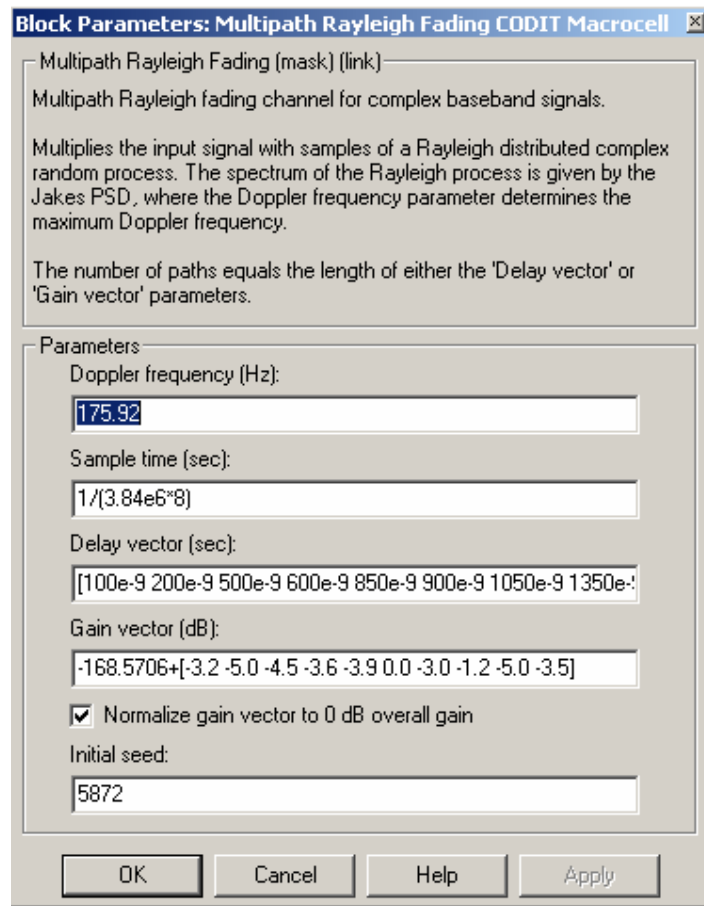 Block Parameters: Multipath Rayleigh Fading CODIT Macrocell
Multipath Rayleigh Fading (mask) (link)
Multipath Rayleigh fading channel for complex baseband signals.
Multiplies the input signal with samples of a Rayleigh distributed complex
random process. The spectrum of the Rayleigh process is given by the
Jakes PSD, where the Doppler frequency parameter determines the
maximum Doppler frequency.
The number of paths equals the length of either the 'Delay vector' or
'Gain vector' parameters.
Parameters
Doppler frequency (Hz):
175.92
Sample time (sec):
1/(3.84e6*8)
Delay vector (sec):
[100e-9 200e-9 500e-9 600e-9 850e-9 900e-9 1050e-9 1350e-
Gain vector (dB):
-168.5706+[-3.2 -5.0 -4.5 -3.6 -3.9 0.0 -3.0 -1.2 -5.0 -3.5]
Normalize gain vector to 0 dB overall gain
Initial seed:
5872
OK Cancel Help Apply